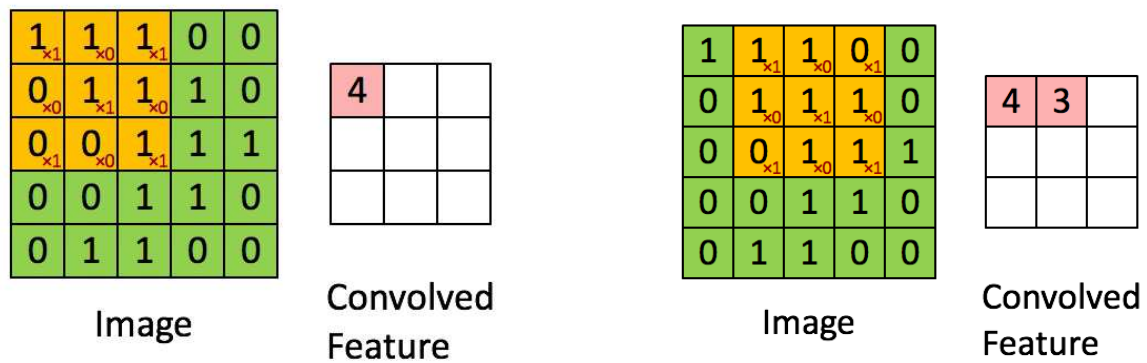 1×1 1×0 1×1 0 0
0×0 1×1 1×0 1 0
0×1 0×0 1×1 1 1
0 0 1 1 0
0 1 1 0 0
Image
4
Convolved
Feature
1 1×1 1×0 0×1 0
0 1×0 1×1 1×0 0
0 0×1 1×0 1×1 1
0 0 1 1 0
0 1 1 0 0
Image
4 3
Convolved
Feature